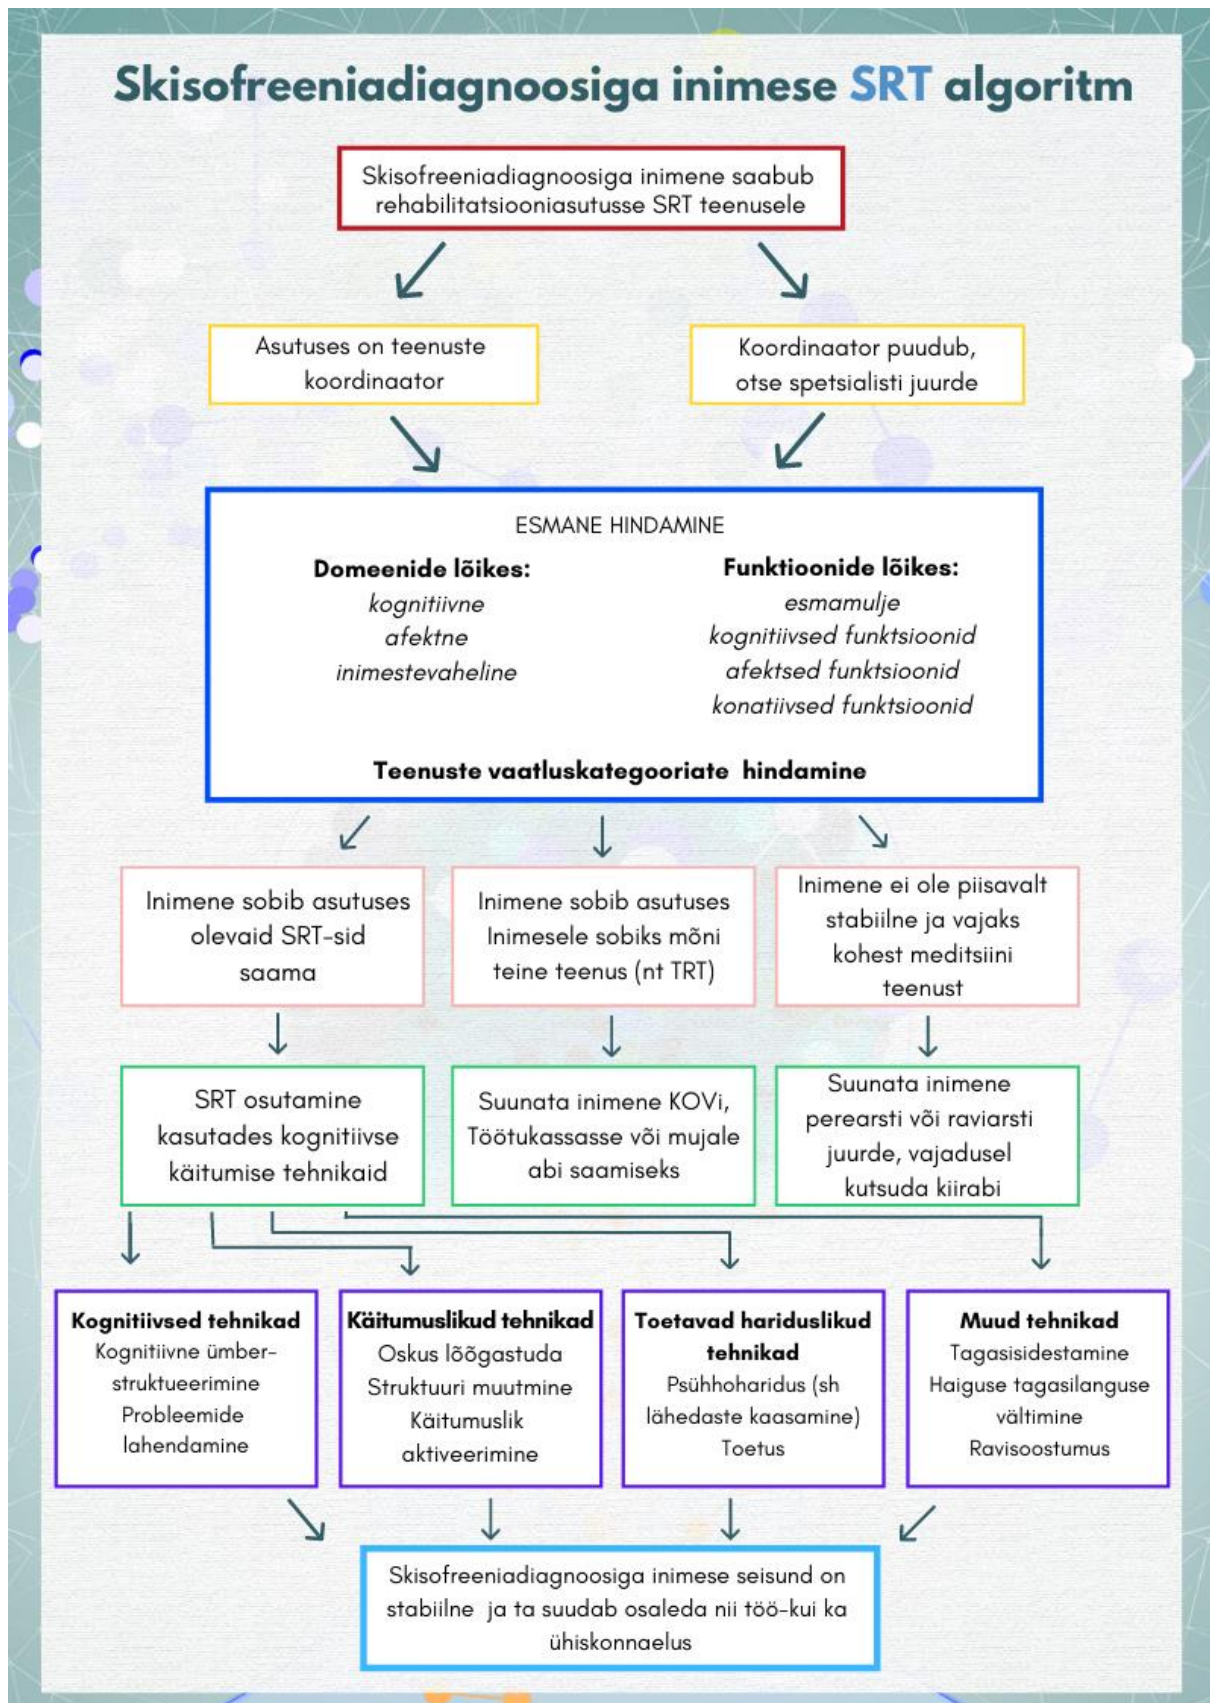 Skisofreeniadiagnoosiga inimese SRT algoritm
Skisofreeniadiagnoosiga inimene saabub
rehabilitatsiooniasutusse SRT teenusele
Asutuses on teenuste
koordinaator
Koordinaator puudub,
otse spetsialisti juurde
ESMANE HINDAMINE
Domeenide lõikes:
kognitiivne
afektne
inimestevaheline
Funktioonide lõikes:
esmamulje
kognitiivsed funktsioonid
afektsed funktsioonid
konatiivsed funktsioonid
Teenuste vaatluskategooriate hindamine
Inimene sobib asutuses
olevaid SRT-sid
saama
Inimene sobib asutuses
Inimesele sobiks mõni
teine teenus (nt TRT)
Inimene ei ole piisavalt
stabiilne ja vajaks
kohest meditsiini
teenust
SRT osutamine
kasutades kognitiivse
käitumise tehnikaid
Suunata inimene KOVi,
Töötukassasse või mujale
abi saamiseks
Suunata inimene
perearsti või raviarsti
juurde, vajadusel
kutsuda kiirabi
Kognitiivsed tehnikad
Kognitiivne ümber-
struktueerimine
Probleemide
lahendamine
Käitumuslikud tehnikad
Oskus lõõgastuda
Struktuuri muutmine
Käitumuslik
aktiveerimine
Toetavad hariduslikud
tehnikad
Psühhoharidus (sh
lähedaste kaasamine)
Toetus
Muud tehnikad
Tagasisidestamine
Haiguse tagasilanguse
vältimine
Ravisoostumus
Skisofreeniadiagnoosiga inimese seisund on
stabiilne ja ta suudab osaleda nii töö-kui ka
ühiskonnaelus